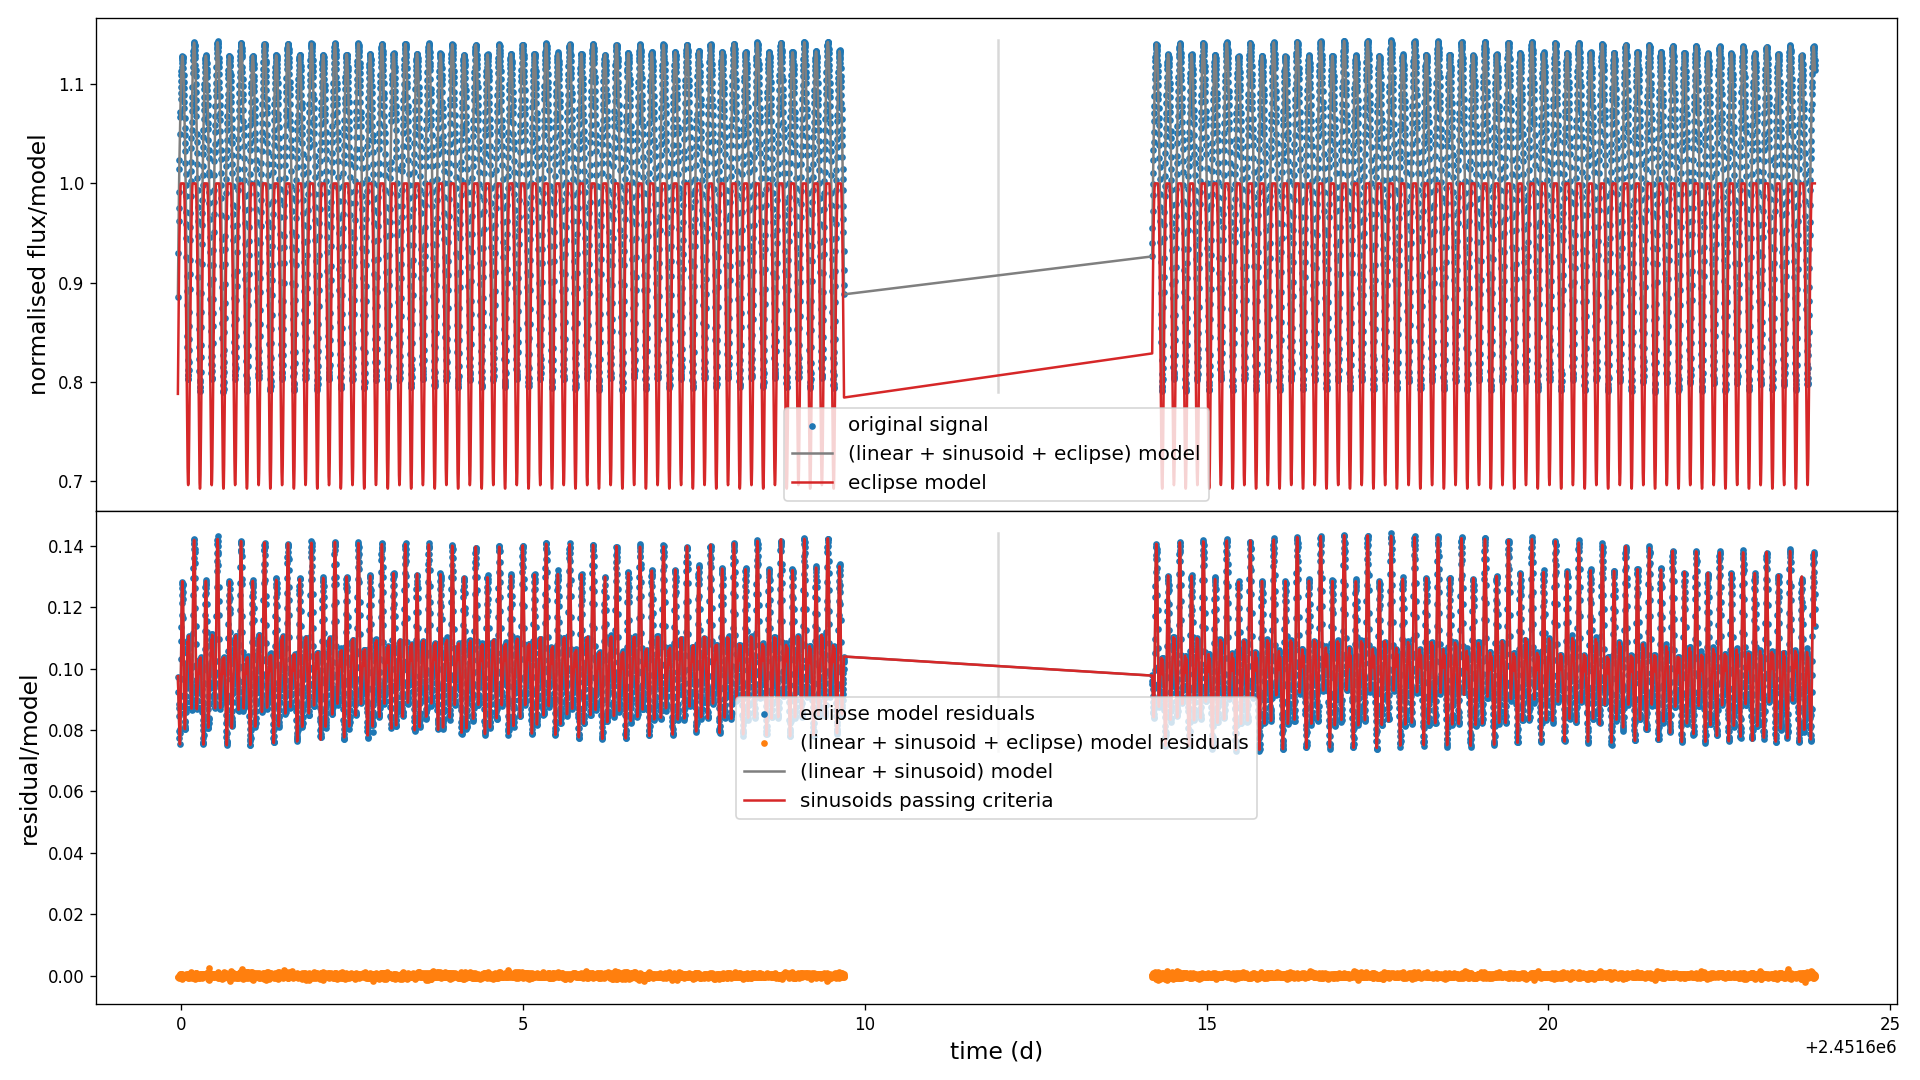 normalised flux/model
1.1
1.0
0.9
0.8
0.7
original signal
(linear + sinusoid + eclipse) model
eclipse model
residual/model
0.14
0.12
0.10
0.08
0.06
0.04
0.02
0.00
eclipse model residuals
(linear + sinusoid + eclipse) model residuals
(linear + sinusoid) model
sinusoids passing criteria
0 5 10 15 20 25
time (d)
+2.4516e6